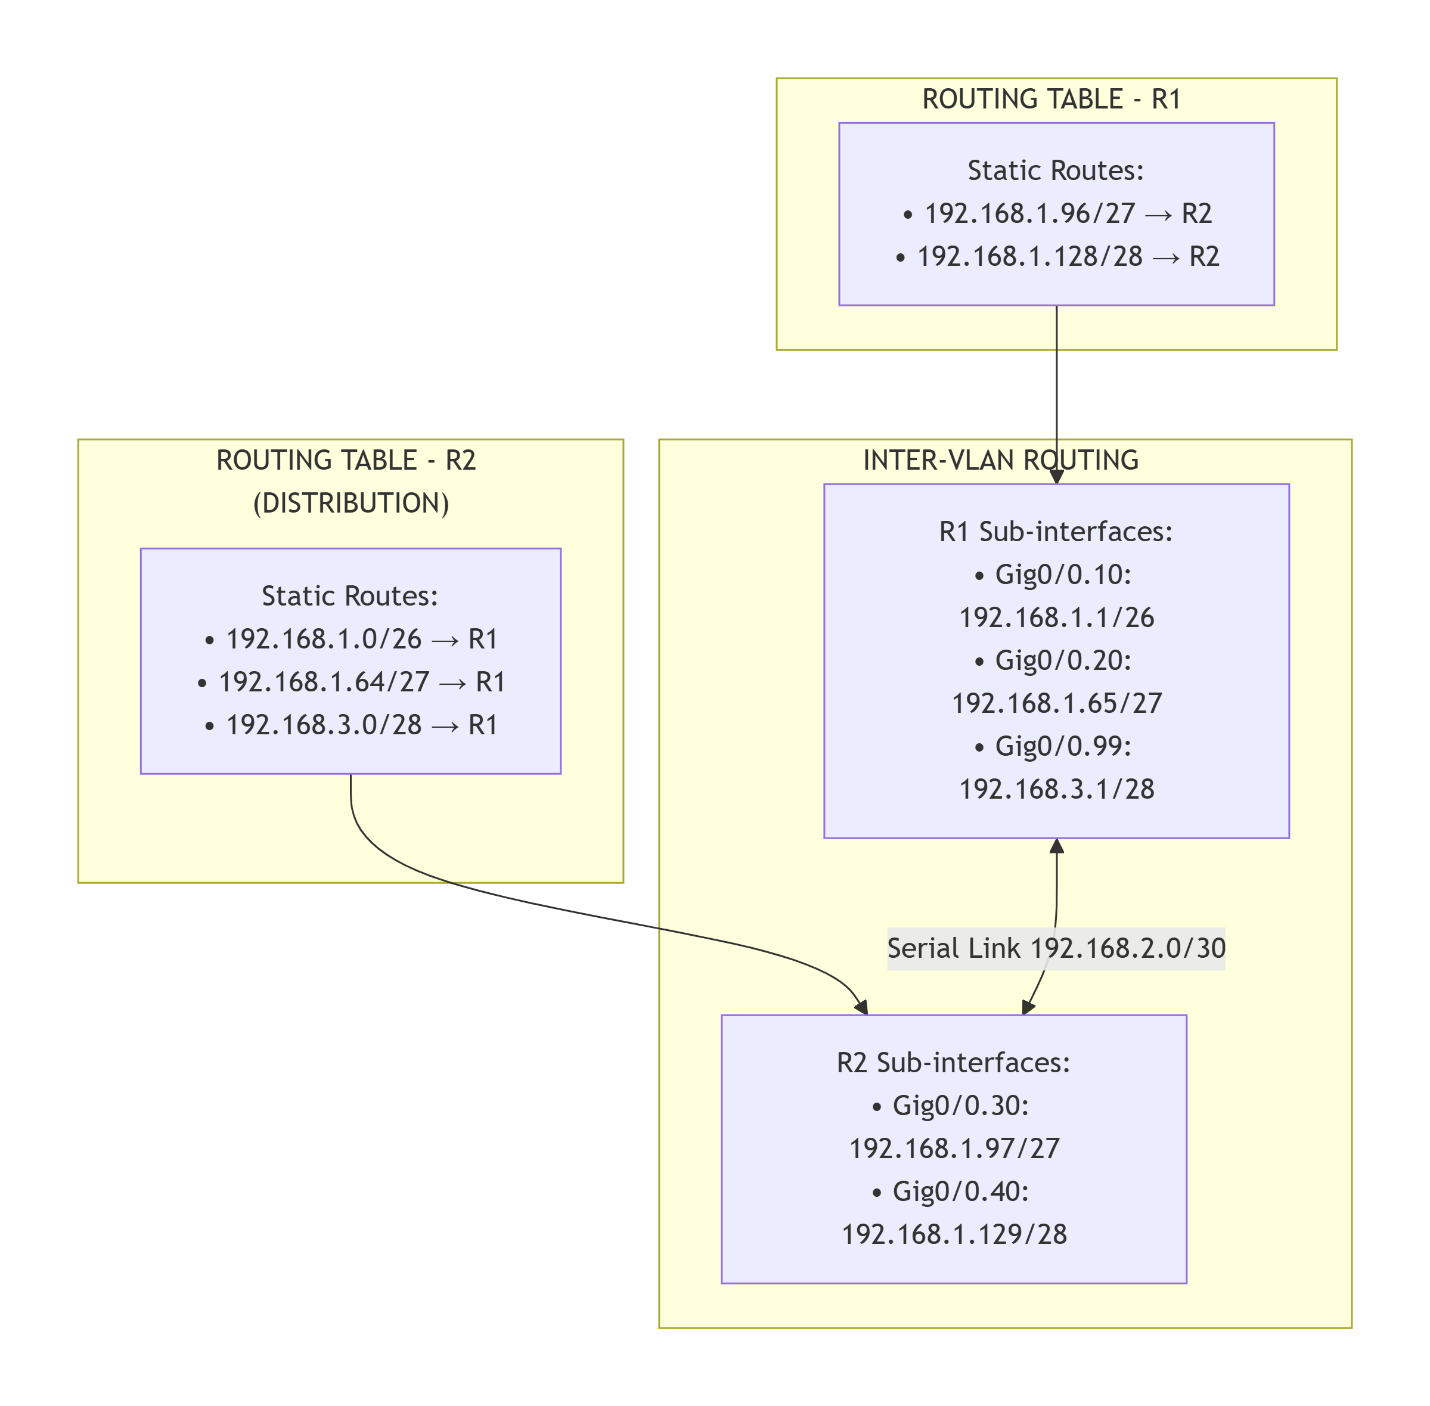 ROUTING TABLE - R1
Static Routes:
• 192.168.1.96/27 → R2
• 192.168.1.128/28 → R2
ROUTING TABLE - R2
(DISTRIBUTION)
Static Routes:
• 192.168.1.0/26 → R1
• 192.168.1.64/27 → R1
• 192.168.3.0/28 → R1
INTER-VLAN ROUTING
R1 Sub-interfaces:
• Gig0/0.10:
192.168.1.1/26
• Gig0/0.20:
192.168.1.65/27
• Gig0/0.99:
192.168.3.1/28
Serial Link 192.168.2.0/30
R2 Sub-interfaces:
• Gig0/0.30:
192.168.1.97/27
• Gig0/0.40:
192.168.1.129/28